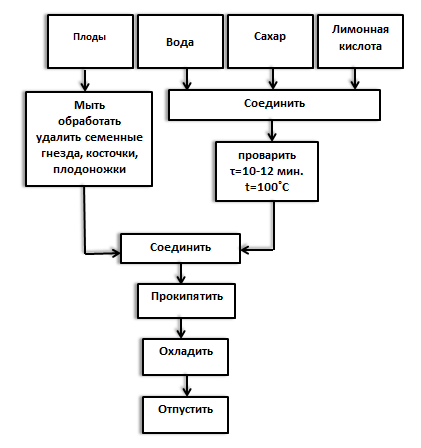 Плоды
Вода
Сахар
Лимонная
кислота
Мыть
обработать
удалить семенные
гнезда, косточки,
плодоножки
Соединить
проварить
τ=10-12 мин.
t=100˚С
Соединить
Прокипятить
Охладить
Отпустить